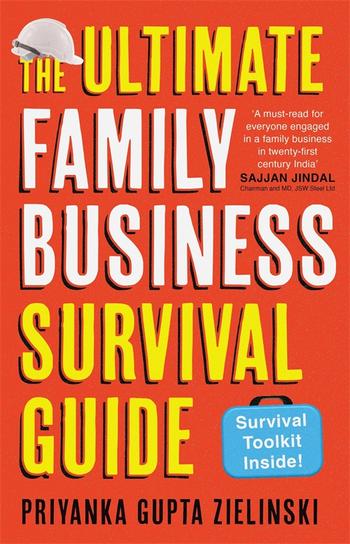 THE ULTIMATE
FAMILY
BUSINESS
SURVIVAL
GUIDE
'A must-read for
everyone engaged
in a family business
in twenty-first
century India'
SAJJAN JINDAL
Chairman and MD, JSW Steel Ltd
Survival
Toolkit
Inside!
PRIYANKA GUPTA ZIELINSKI